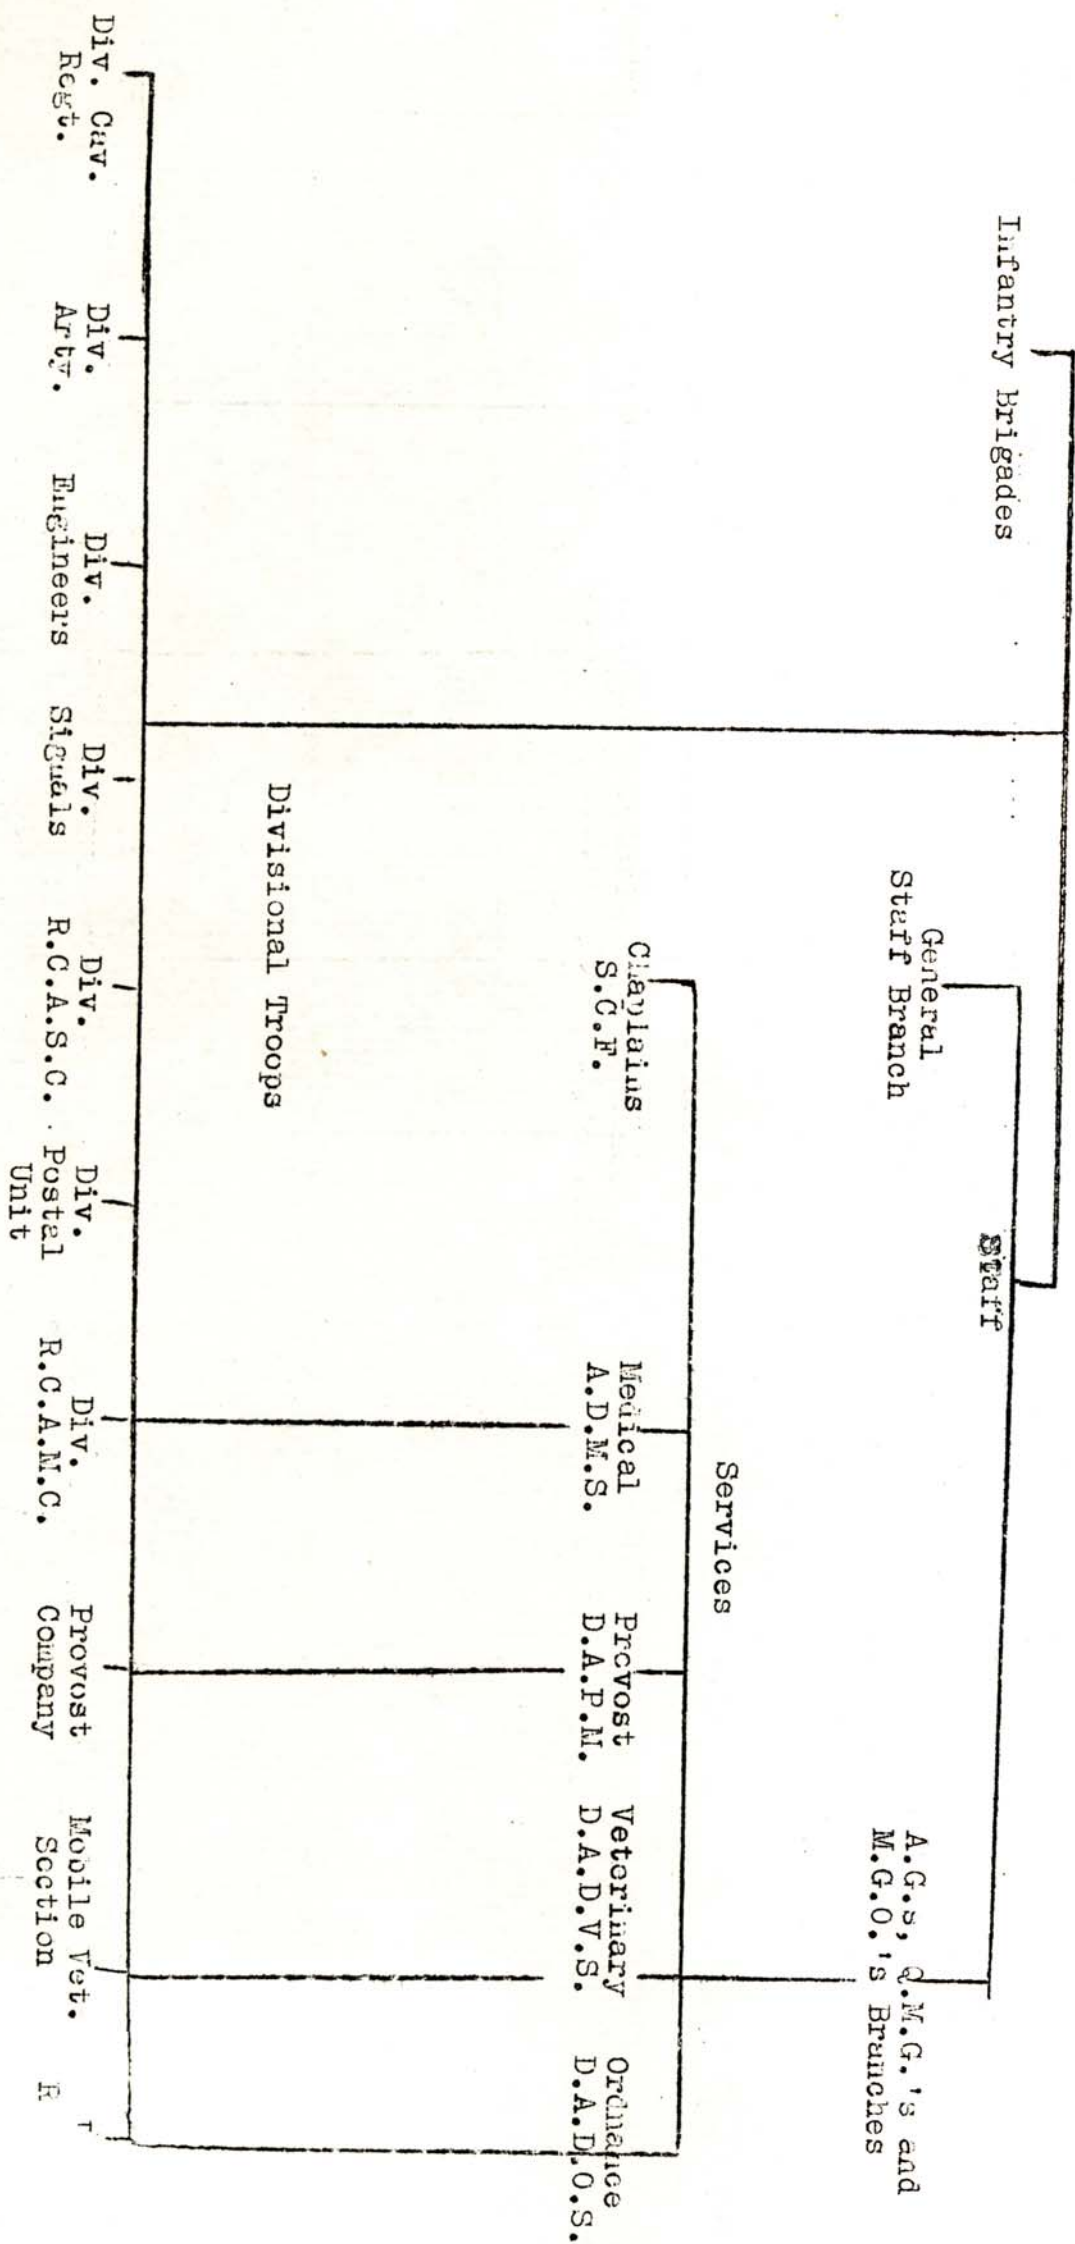 Infantry Brigades
Staff
General
Staff Branch
A.G.s, Q.M.G.'s and
M.G.O.'s Branches
Services
Chaplains
S.C.F.
Medical
A.D.M.S.
Provost
D.A.P.M.
Veterinary
D.A.D.V.S.
Ordnance
D.A.D.O.S.
Divisional Troops
Div. Cav.
Regt.
Div.
Arty.
Div.
Engineers
Div.
Signals
Div.
R.C.A.S.C.
Div.
Postal
Unit
Div.
R.C.A.M.C.
Provost
Company
Mobile Vet.
Section
R